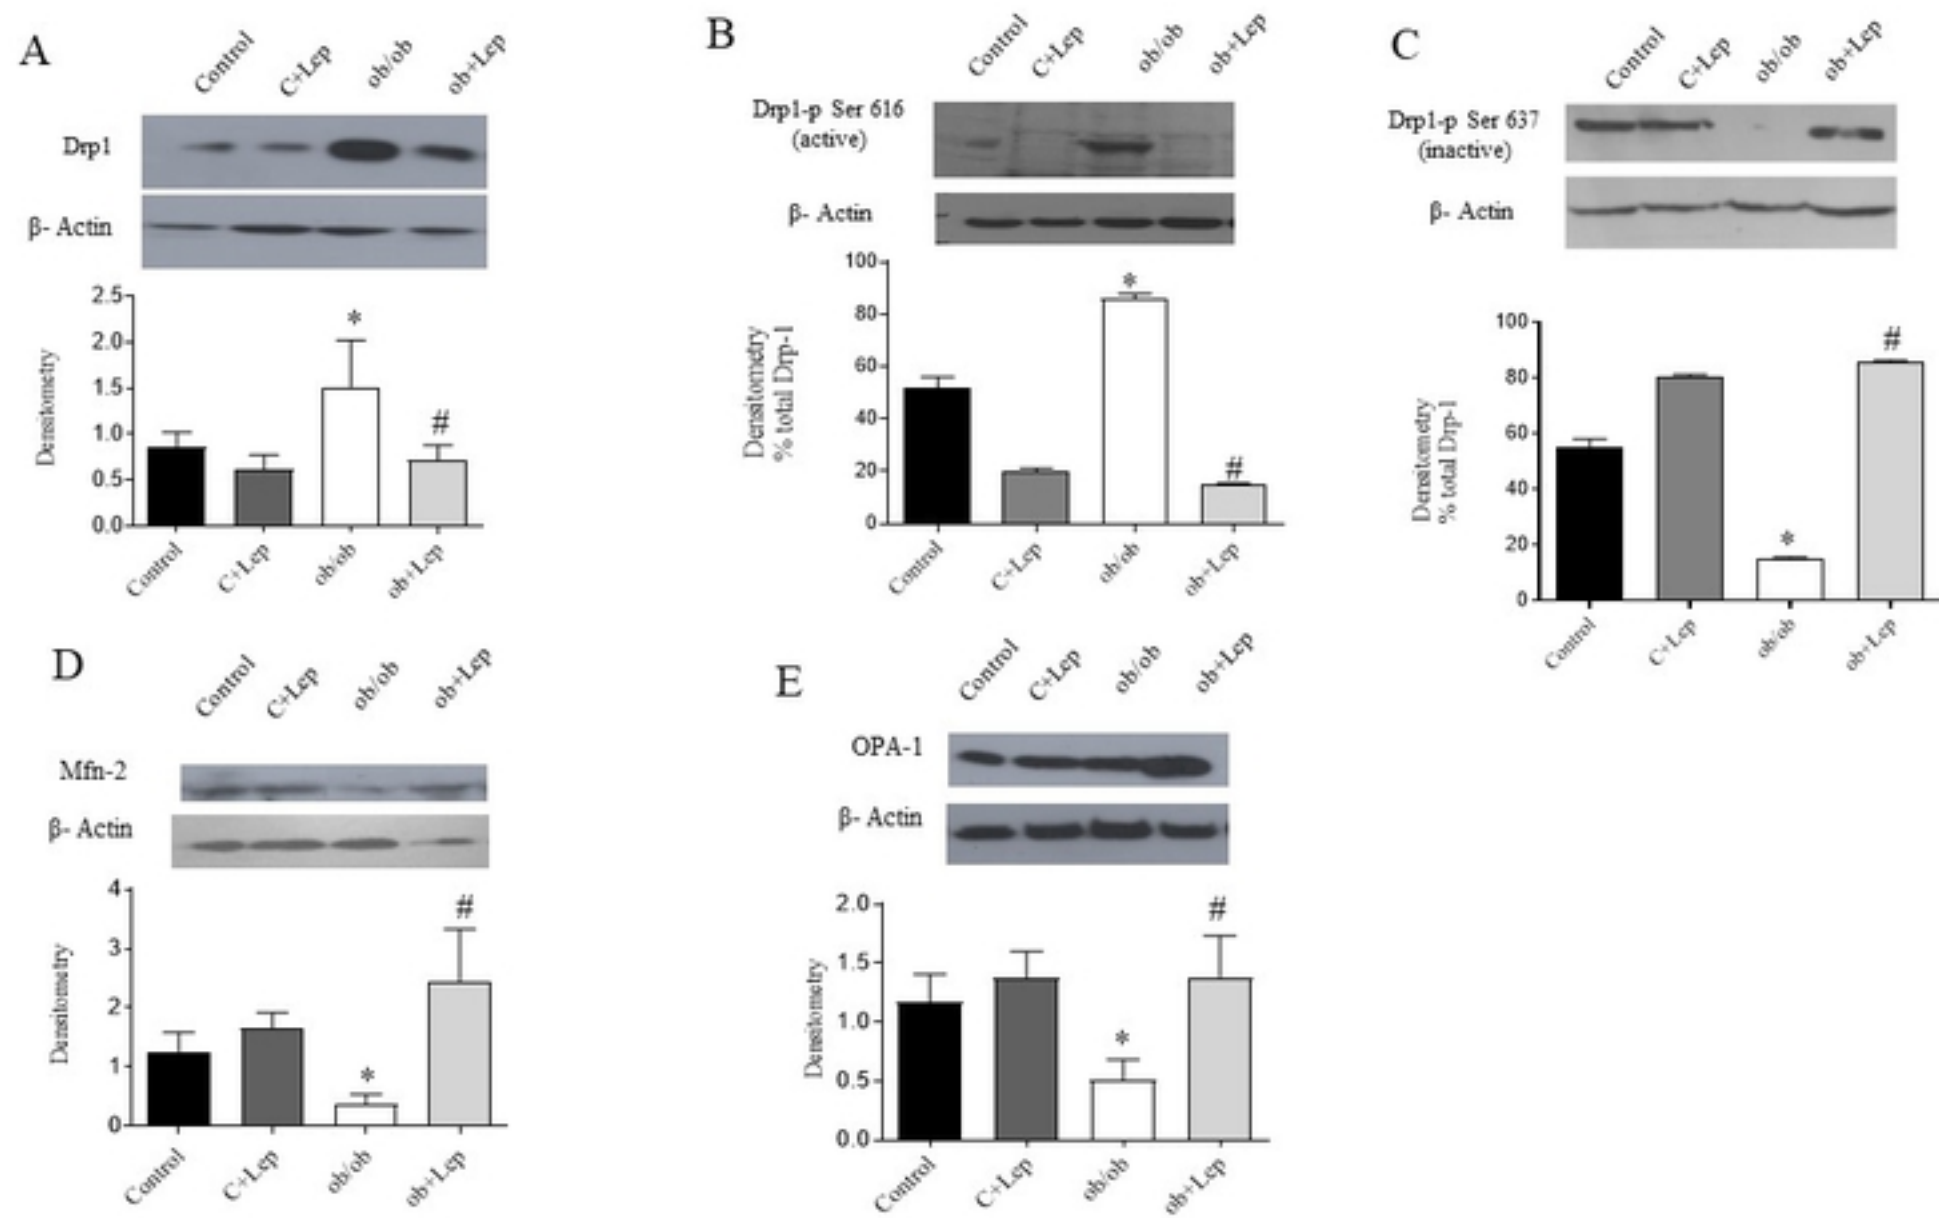 A
Control
C+Lep
ob/ob
ob+Lep
Drp1
β- Actin
2.5
2.0
1.5
1.0
0.5
0.0
Densitometry
*
#
Control
C+Lep
ob/ob
ob+Lep
B
Control
C+Lep
ob/ob
ob+Lep
Drp1-p Ser 616
(active)
β- Actin
100
80
60
40
20
0
Densitometry
% total Drp-1
*
#
Control
C+Lep
ob/ob
ob+Lep
C
Control
C+Lep
ob/ob
ob+Lep
Drp1-p Ser 637
(inactive)
β- Actin
100
80
60
40
20
0
Densitometry
% total Drp-1
*
#
Control
C+Lep
ob/ob
ob+Lep
D
Control
C+Lep
ob/ob
ob+Lep
Mfn-2
β- Actin
4
3
2
1
0
Densitometry
*
#
Control
C+Lep
ob/ob
ob+Lep
E
Control
C+Lep
ob/ob
ob+Lep
OPA-1
β- Actin
2.0
1.5
1.0
0.5
0.0
Densitometry
*
#
Control
C+Lep
ob/ob
ob+Lep